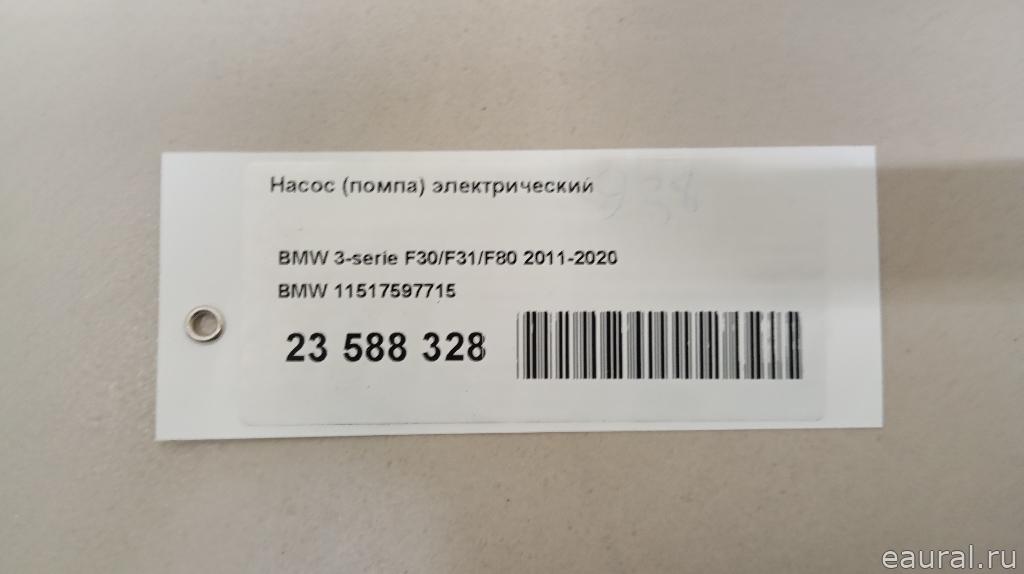 Насос (помпа) электрический
BMW 3-serie F30/F31/F80 2011-2020
BMW 11517597715
23 588 328
eaural.ru